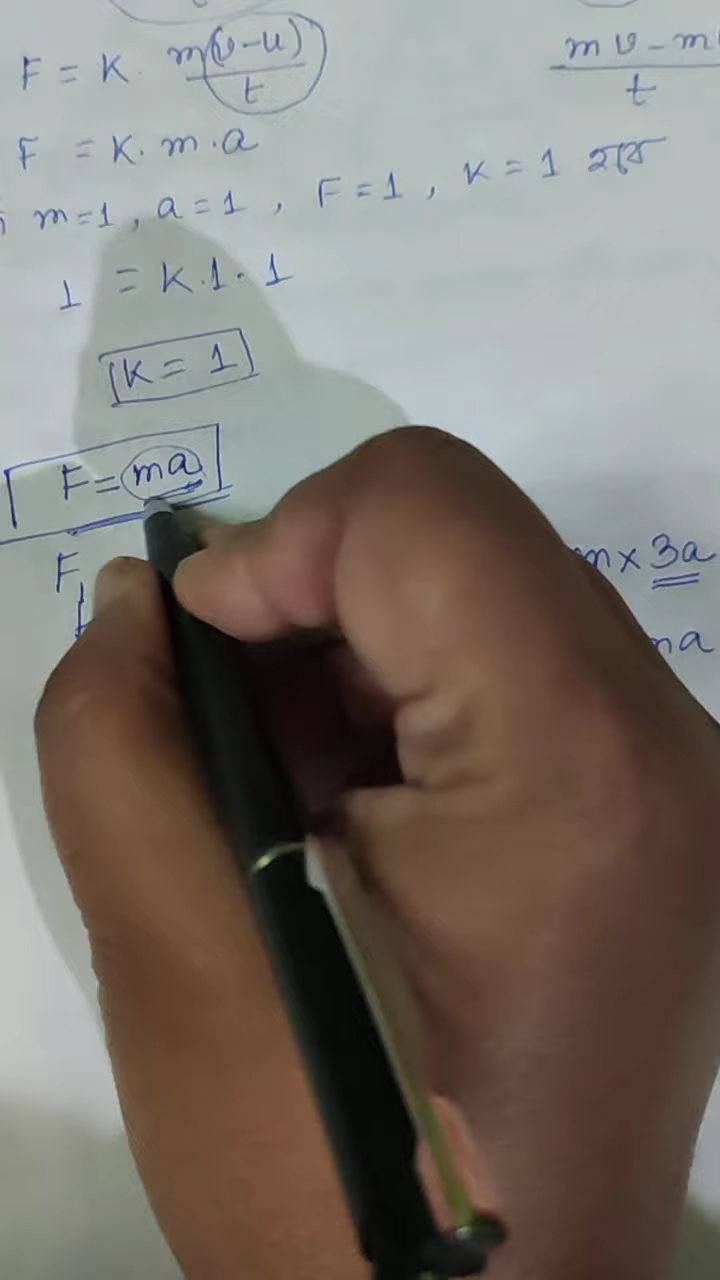 F = K. m(v-u)/t
mv-m
t
F = K. m.a
m=1, a=1, F=1, K=1 হবে
1 = K.1.1
K = 1
F = ma
F
m x 3a
ma